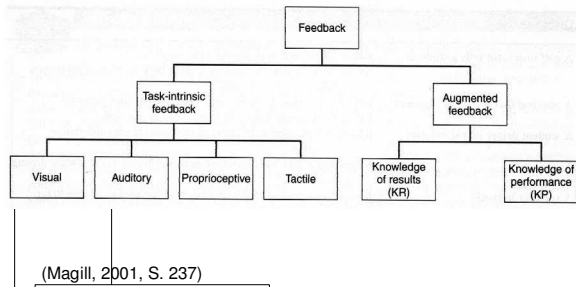 Feedback
Task-intrinsic
feedback
Augmented
feedback
Visual
Auditory
Proprioceptive
Tactile
Knowledge
of results
(KR)
Knowledge of
performance
(KP)
(Magill, 2001, S. 237)